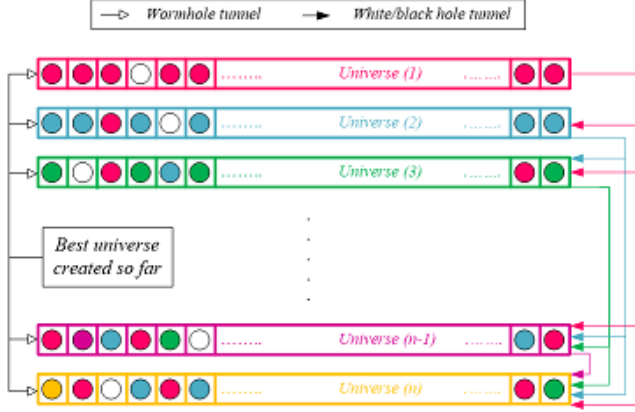 Wormhole tunnel White/black hole tunnel
........ Universe (1) ........
........ Universe (2) ........
........ Universe (3) ........
Best universe
created so far
........ Universe (n-1) ........
........ Universe (n) ........